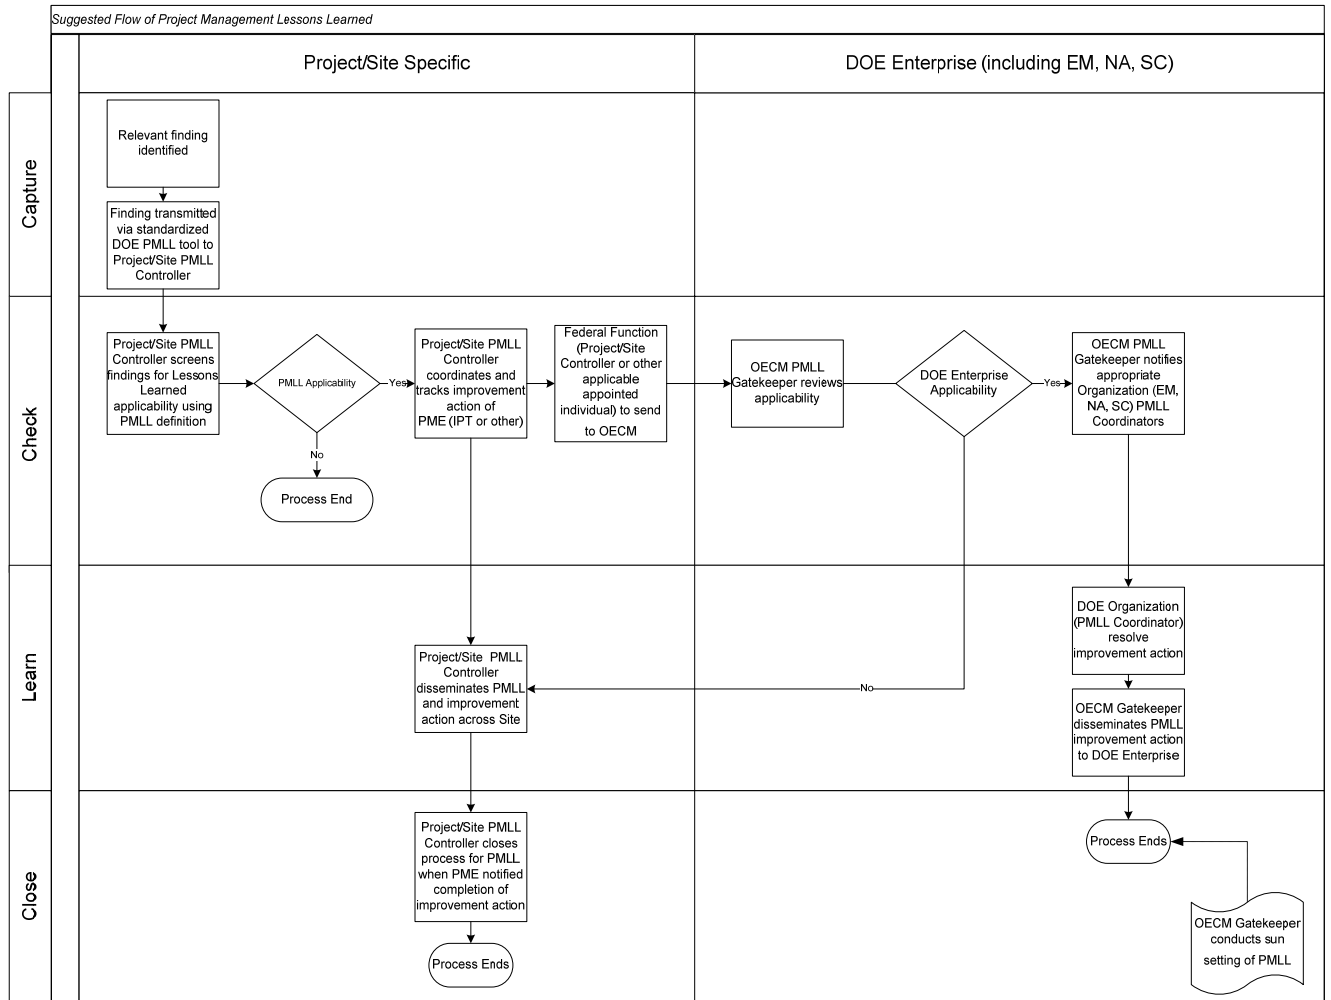 Suggested Flow of Project Management Lessons Learned
Project/Site Specific
DOE Enterprise (including EM, NA, SC)
Capture
Relevant finding
identified
Finding transmitted
via standardized
DOE PMLL tool to
Project/Site PMLL
Controller
Check
Project/Site PMLL
Controller screens
findings for Lessons
Learned
applicability using
PMLL definition
PMLL Applicability
Yes
No
Process End
Project/Site PMLL
Controller
coordinates and
tracks improvement
action of
PME (IPT or other)
Federal Function
(Project/Site
Controller or other
applicable
appointed
individual) to send
to OECM
OECM PMLL
Gatekeeper reviews
applicability
DOE Enterprise
Applicability
Yes
OECM PMLL
Gatekeeper notifies
appropriate
Organization (EM,
NA, SC) PMLL
Coordinators
Learn
Project/Site PMLL
Controller
disseminates PMLL
and improvement
action across Site
No
DOE Organization
(PMLL Coordinator)
resolve
improvement action
OECM Gatekeeper
disseminates PMLL
improvement action
to DOE Enterprise
Close
Project/Site PMLL
Controller closes
process for PMLL
when PME notified
completion of
improvement action
Process Ends
Process Ends
OECM Gatekeeper
conducts sun
setting of PMLL